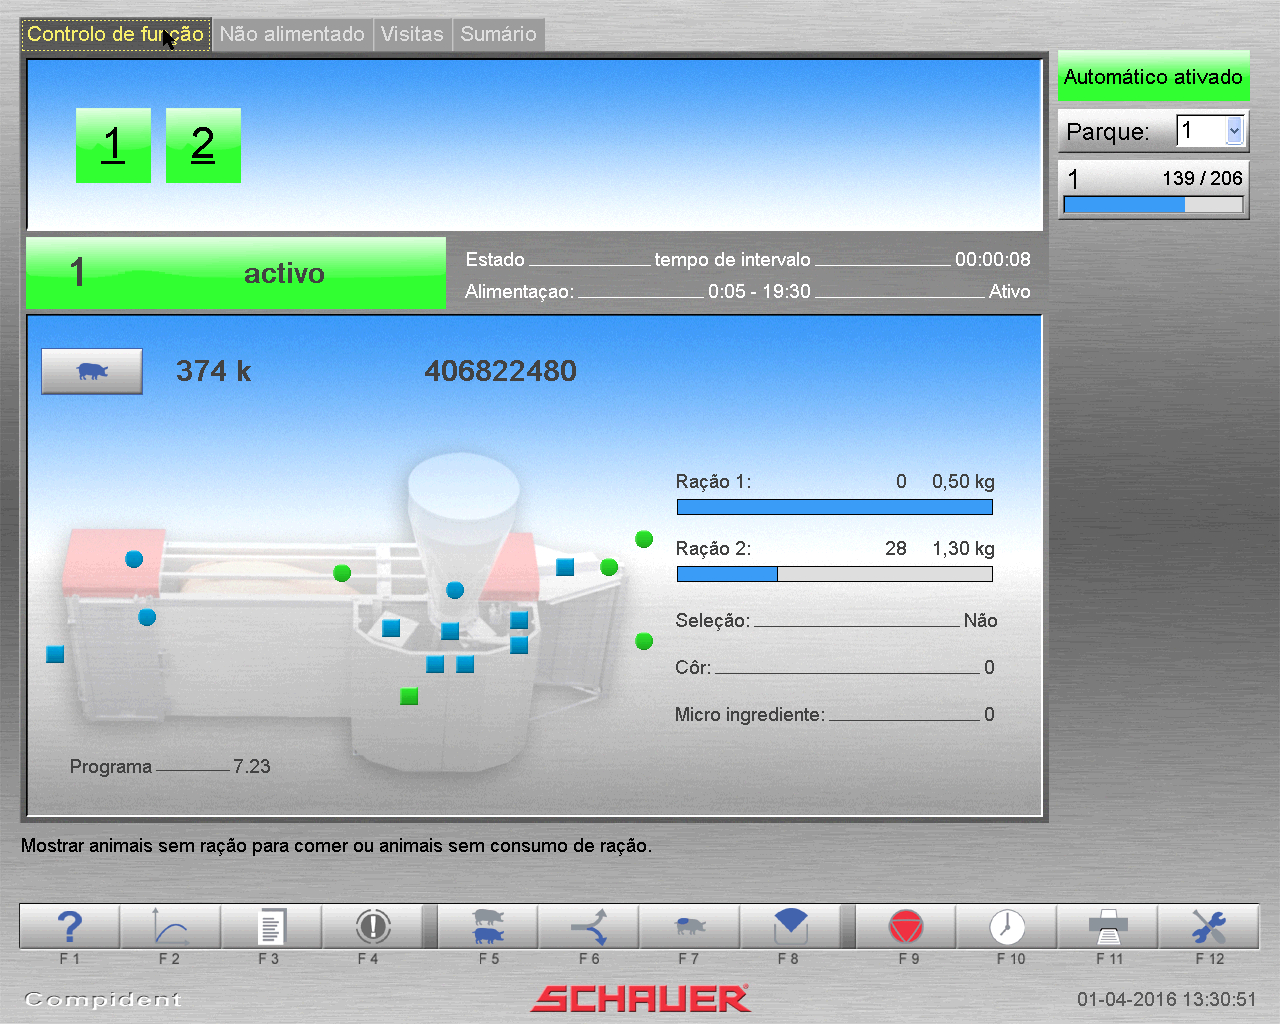 Controlo de função Não alimentado Visitas Sumário
Automático ativado
Parque: 1
1 139 / 206
1 2
1 activo
Estado tempo de intervalo 00:00:08
Alimentaçao: 0:05 - 19:30 Ativo
374 k 406822480
Ração 1: 0 0,50 kg
Ração 2: 28 1,30 kg
Seleção: Não
Côr: 0
Micro ingrediente: 0
Programa 7.23
Mostrar animais sem ração para comer ou animais sem consumo de ração.
F 1 F 2 F 3 F 4 F 5 F 6 F 7 F 8 F 9 F 10 F 11 F 12
Compident SCHAUER 01-04-2016 13:30:51